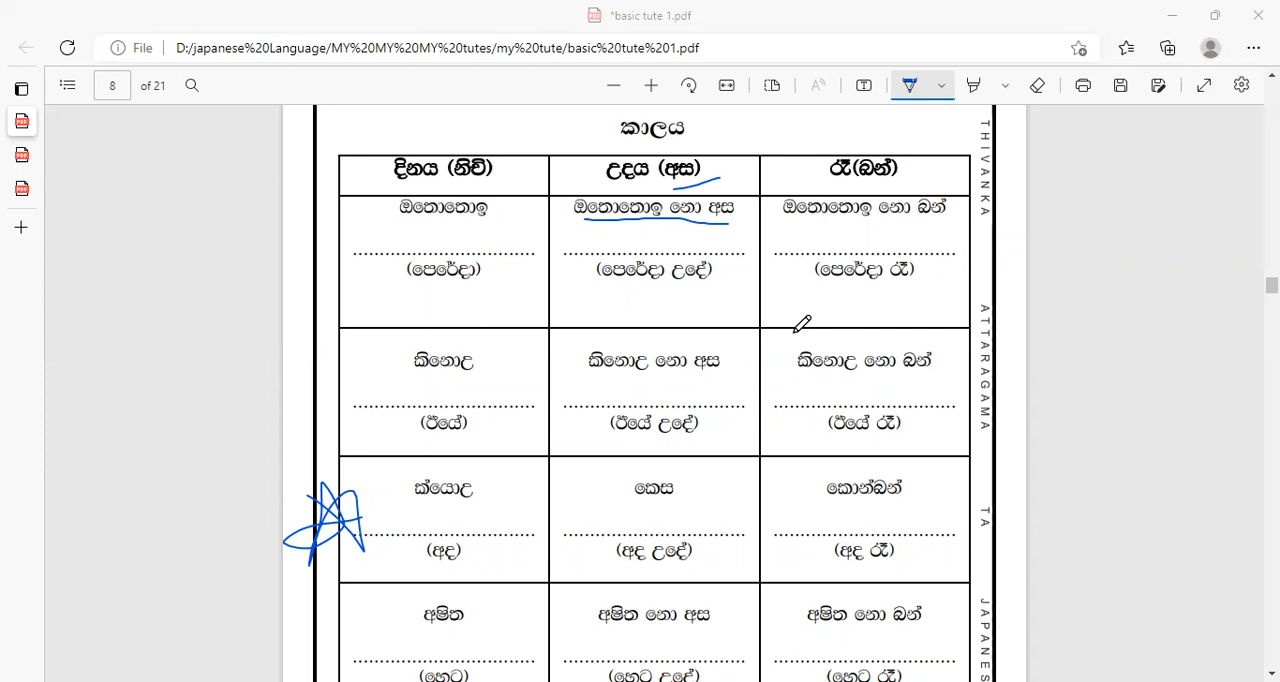 *basic tute 1.pdf
File D:/japanese%20Language/MY%20MY%20MY%20tutes/my%20tute/basic%20tute%201.pdf
8 of 21
කාලය
දිනය (නිචි) උදය (අස) රෑ(බන්)
ඔතොතොඉ ඔතොතොඉ නො අස ඔතොතොඉ නො බන්
(පෙරේදා) (පෙරේදා උදේ) (පෙරේදා රෑ)
කිනොඋ කිනොඋ නො අස කිනොඋ නො බන්
(ඊයේ) (ඊයේ උදේ) (ඊයේ රෑ)
ක්යොඋ කෙස කොන්බන්
(අද) (අද උදේ) (අද රෑ)
අෂිත අෂිත නො අස අෂිත නො බන්
(හෙට) (හෙට උදේ) (හෙට රෑ)
THIVANKA ATTARAGAMA TA JAPANES